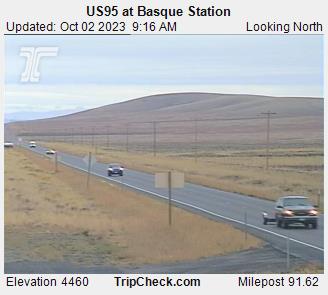 US95 at Basque Station
Updated: Oct 02 2023 9:16 AM Looking North
Elevation 4460 TripCheck.com Milepost 91.62